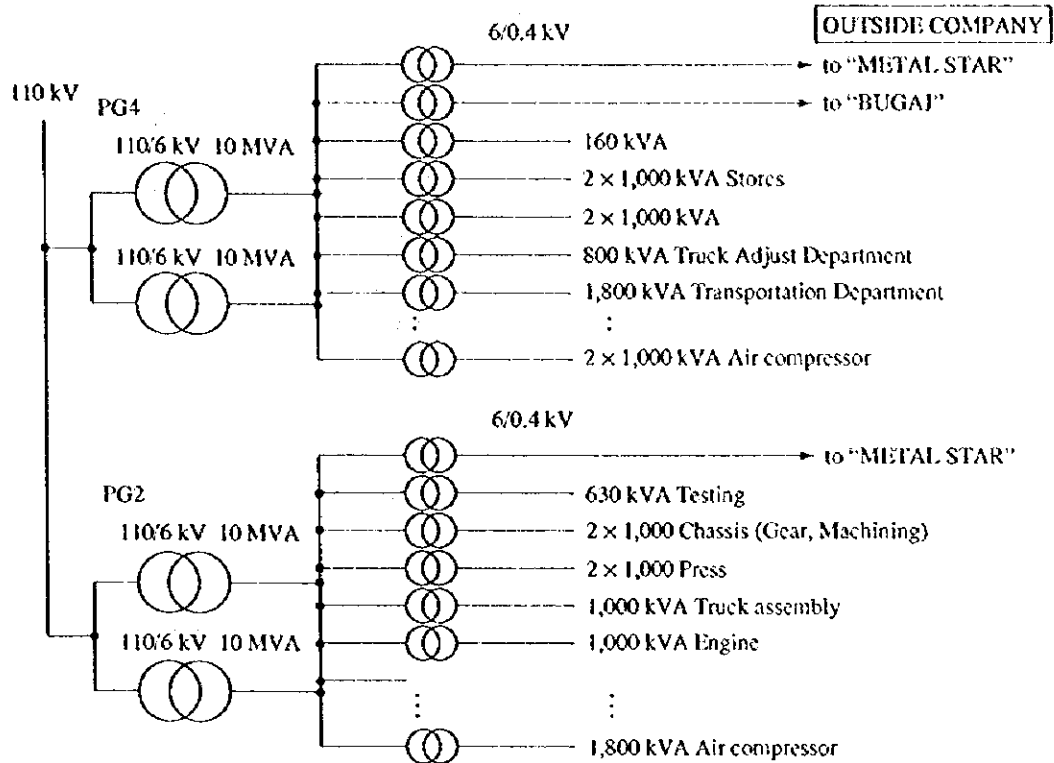 6/0.4 kV
OUTSIDE COMPANY
to "METAL STAR"
110 kV
PG4
to "BUGAJ"
110/6 kV 10 MVA
160 kVA
2 × 1,000 kVA Stores
2 × 1,000 kVA
110/6 kV 10 MVA
800 kVA Truck Adjust Department
1,800 kVA Transportation Department
2 × 1,000 kVA Air compressor
6/0.4 kV
to "METAL STAR"
PG2
630 kVA Testing
110/6 kV 10 MVA
2 × 1,000 Chassis (Gear, Machining)
2 × 1,000 Press
1,000 kVA Truck assembly
110/6 kV 10 MVA
1,000 kVA Engine
1,800 kVA Air compressor